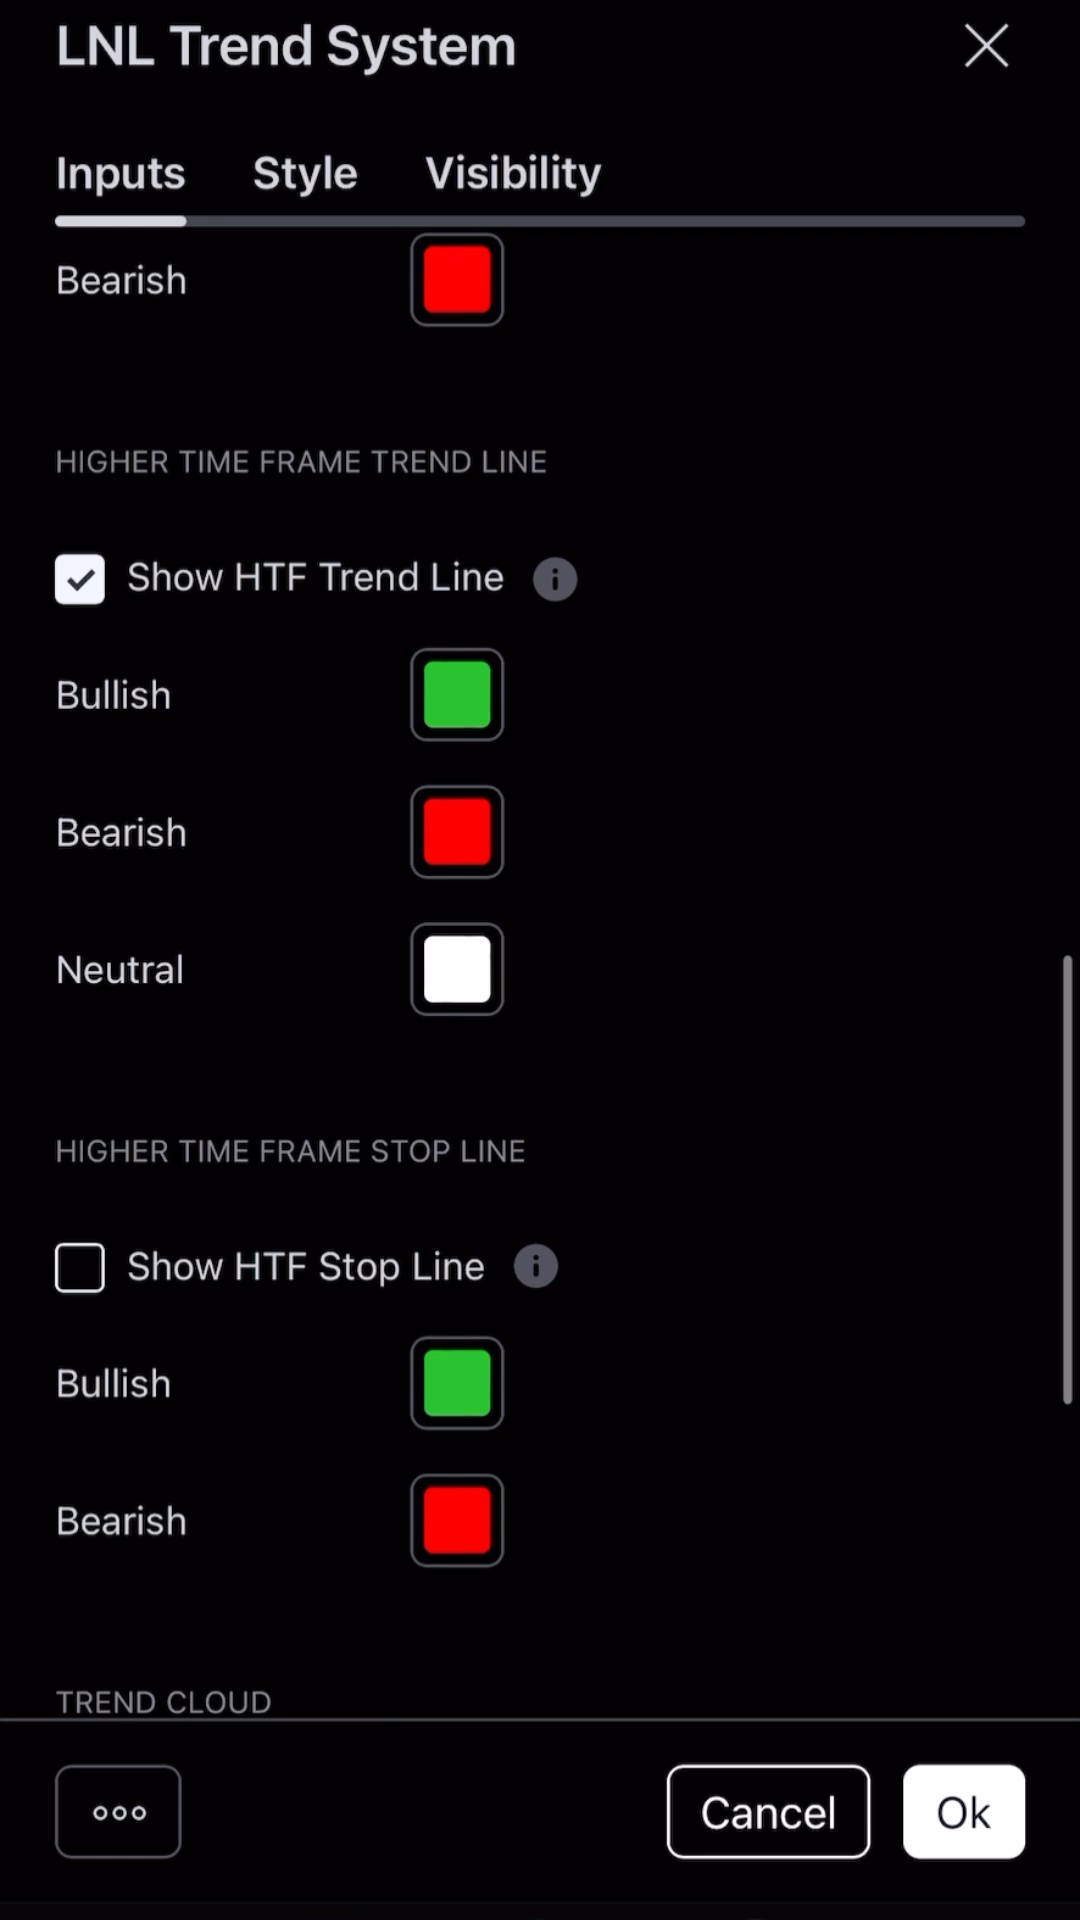 LNL Trend System
Inputs Style Visibility
Bearish
HIGHER TIME FRAME TREND LINE
Show HTF Trend Line
Bullish
Bearish
Neutral
HIGHER TIME FRAME STOP LINE
Show HTF Stop Line
Bullish
Bearish
TREND CLOUD
Cancel Ok